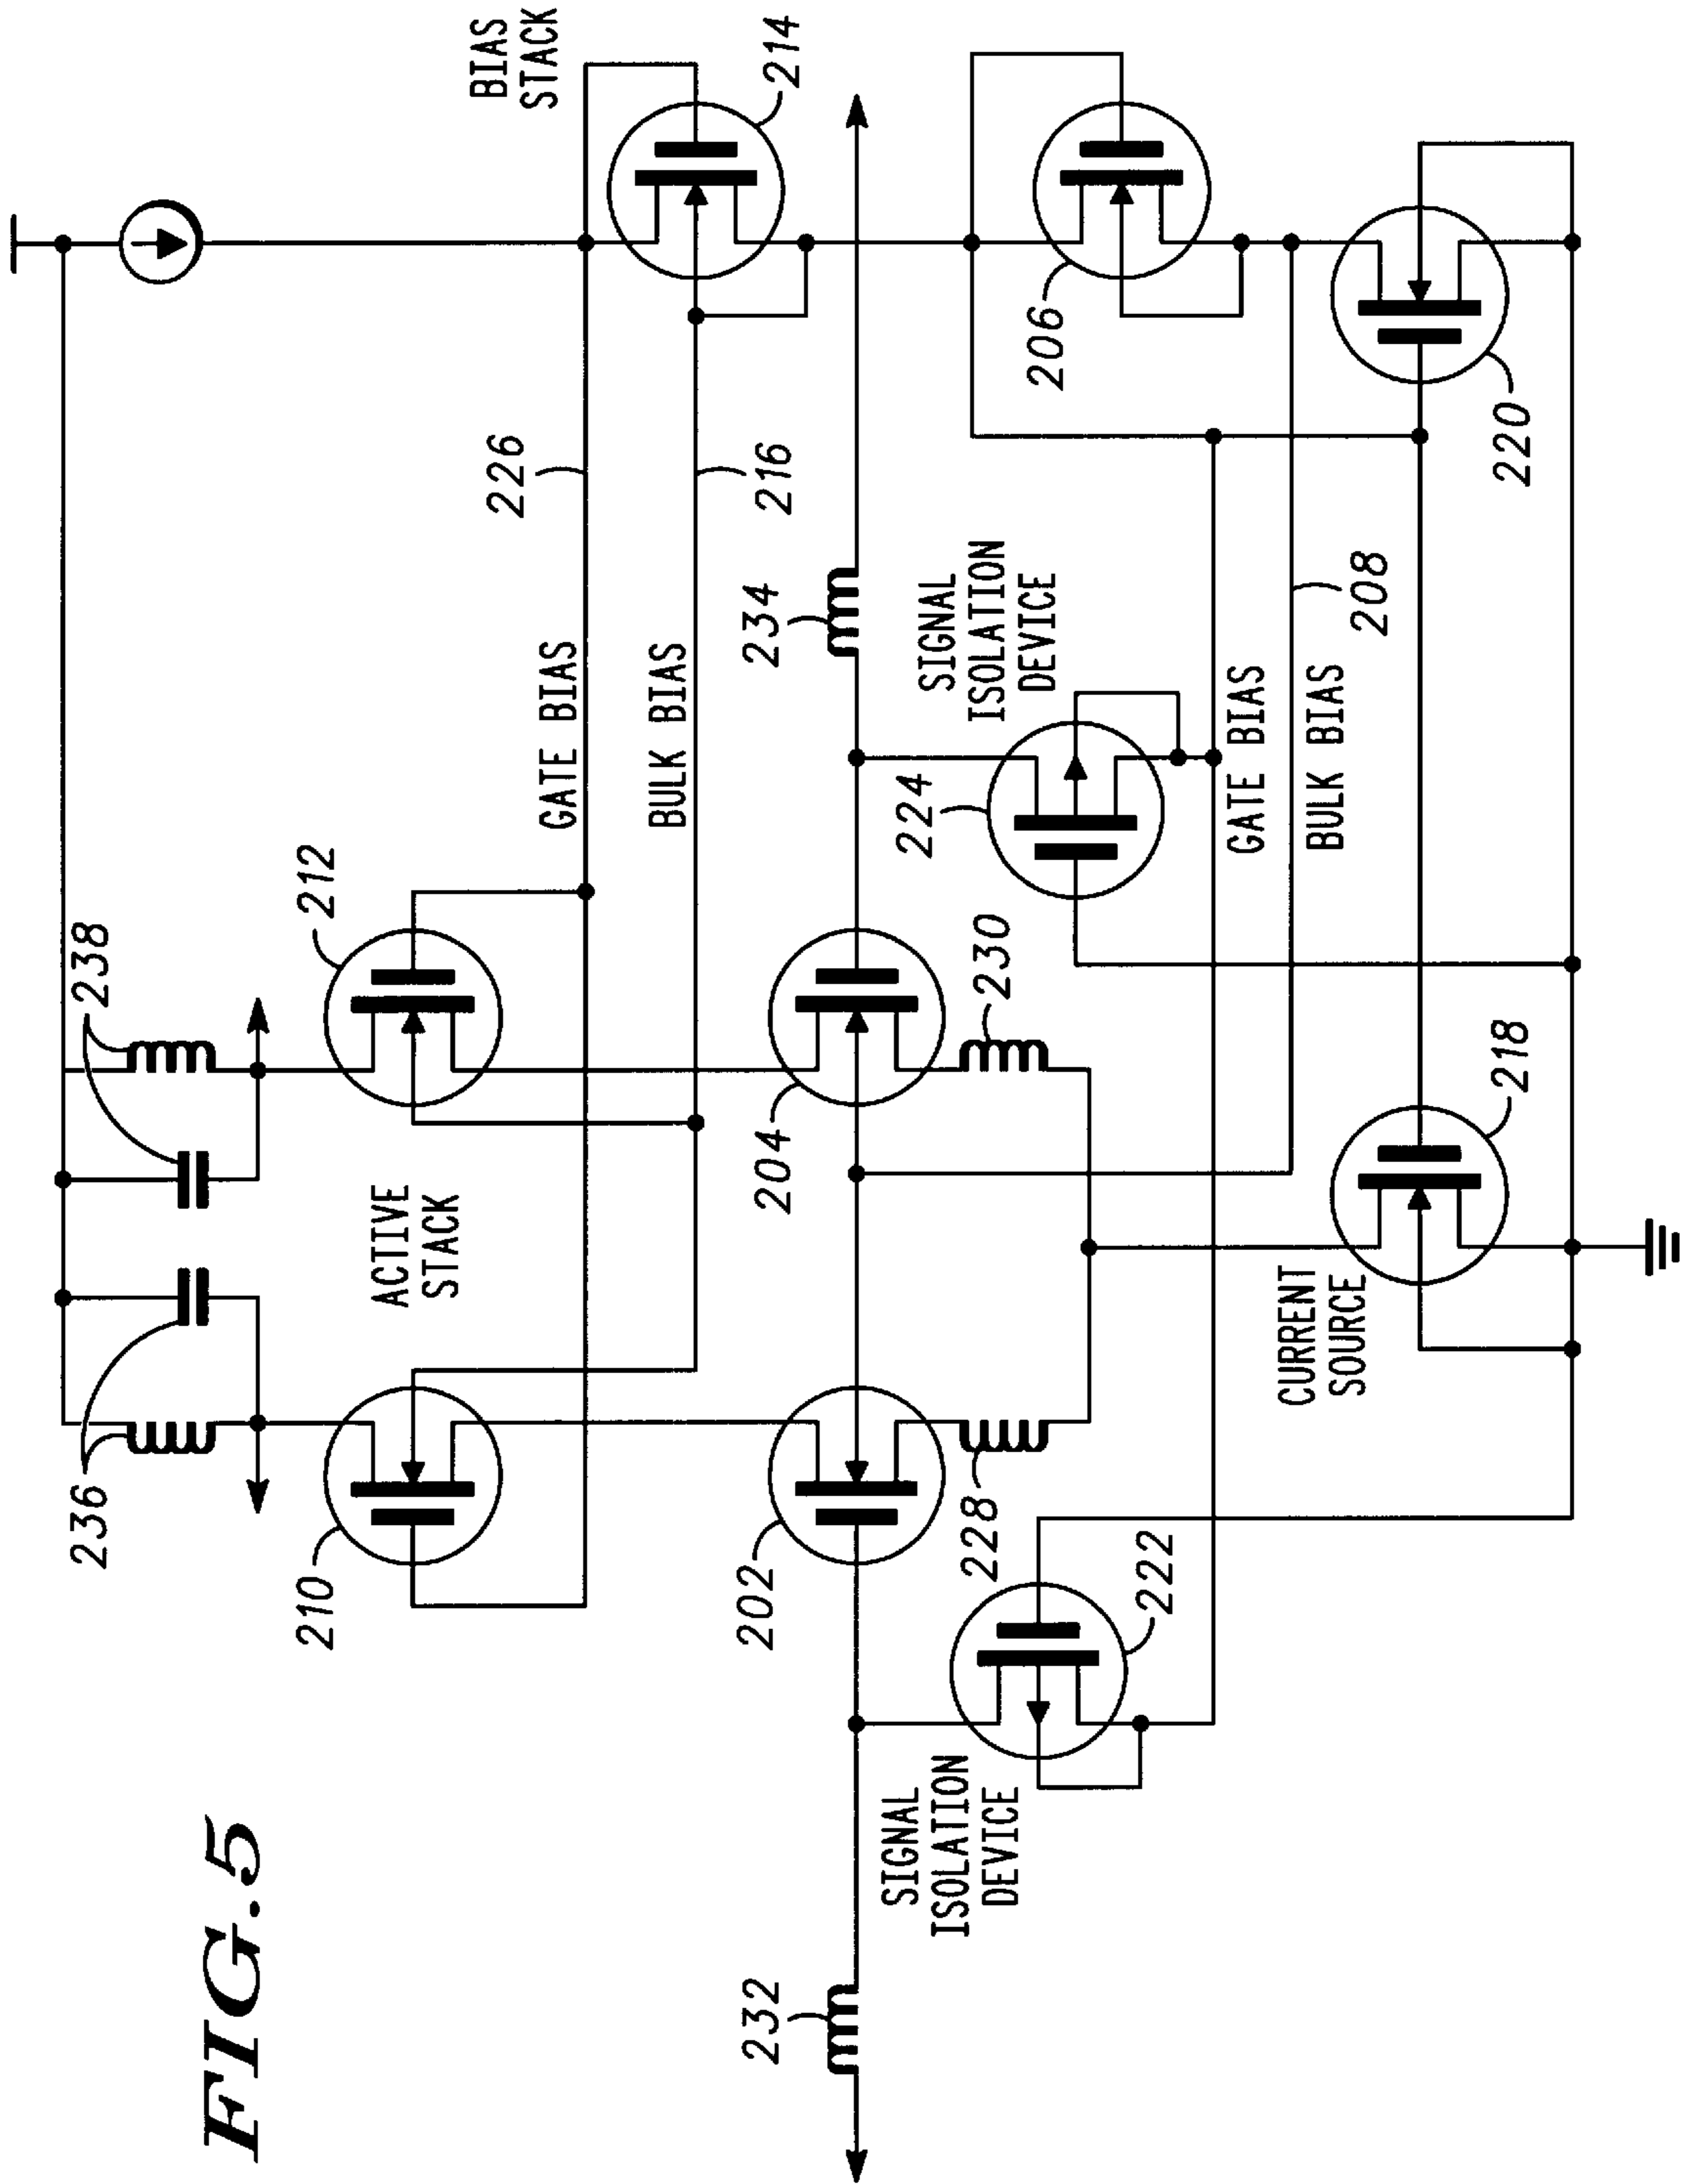 FIG.5
236
238
BIAS
STACK
214
210
212
226
ACTIVE
STACK
GATE BIAS
BULK BIAS
216
232
202
204
234
SIGNAL
ISOLATION
DEVICE
SIGNAL
ISOLATION
DEVICE
222
228
230
224
206
GATE BIAS
BULK BIAS
208
CURRENT
SOURCE
218
220